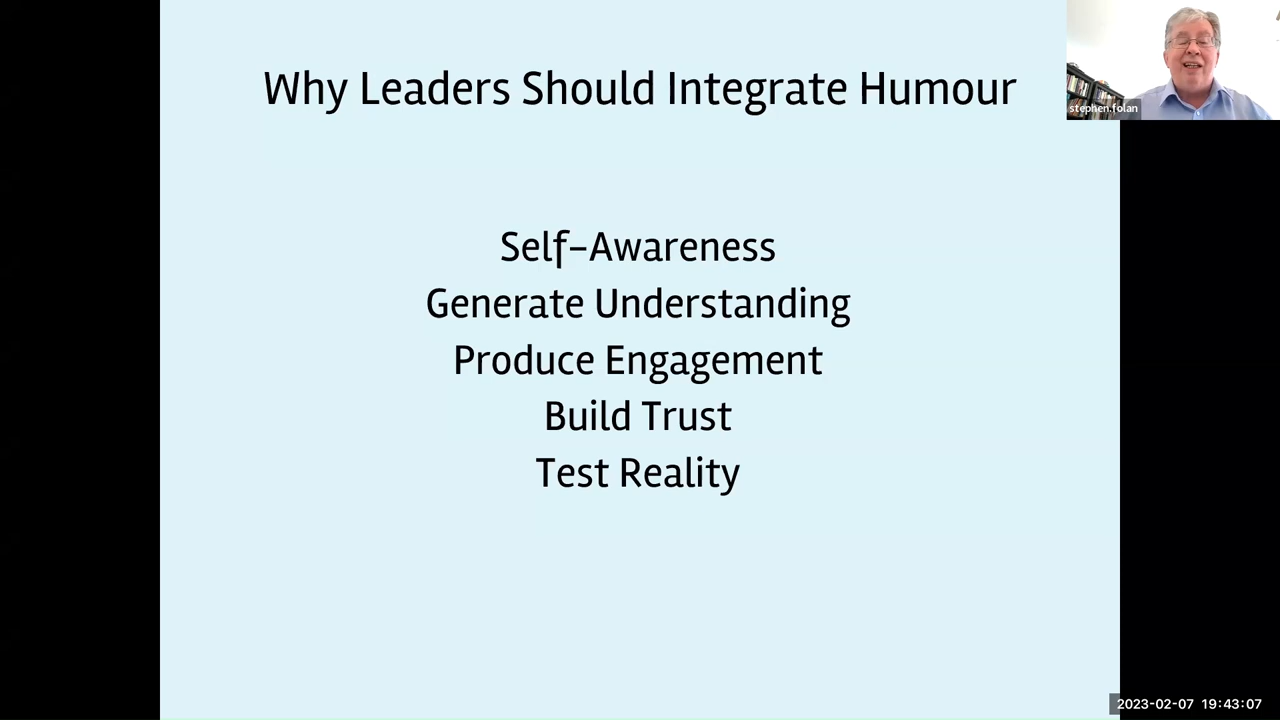 Why Leaders Should Integrate Humour
stephen.folan
Self-Awareness
Generate Understanding
Produce Engagement
Build Trust
Test Reality
2023-02-07 19:43:07